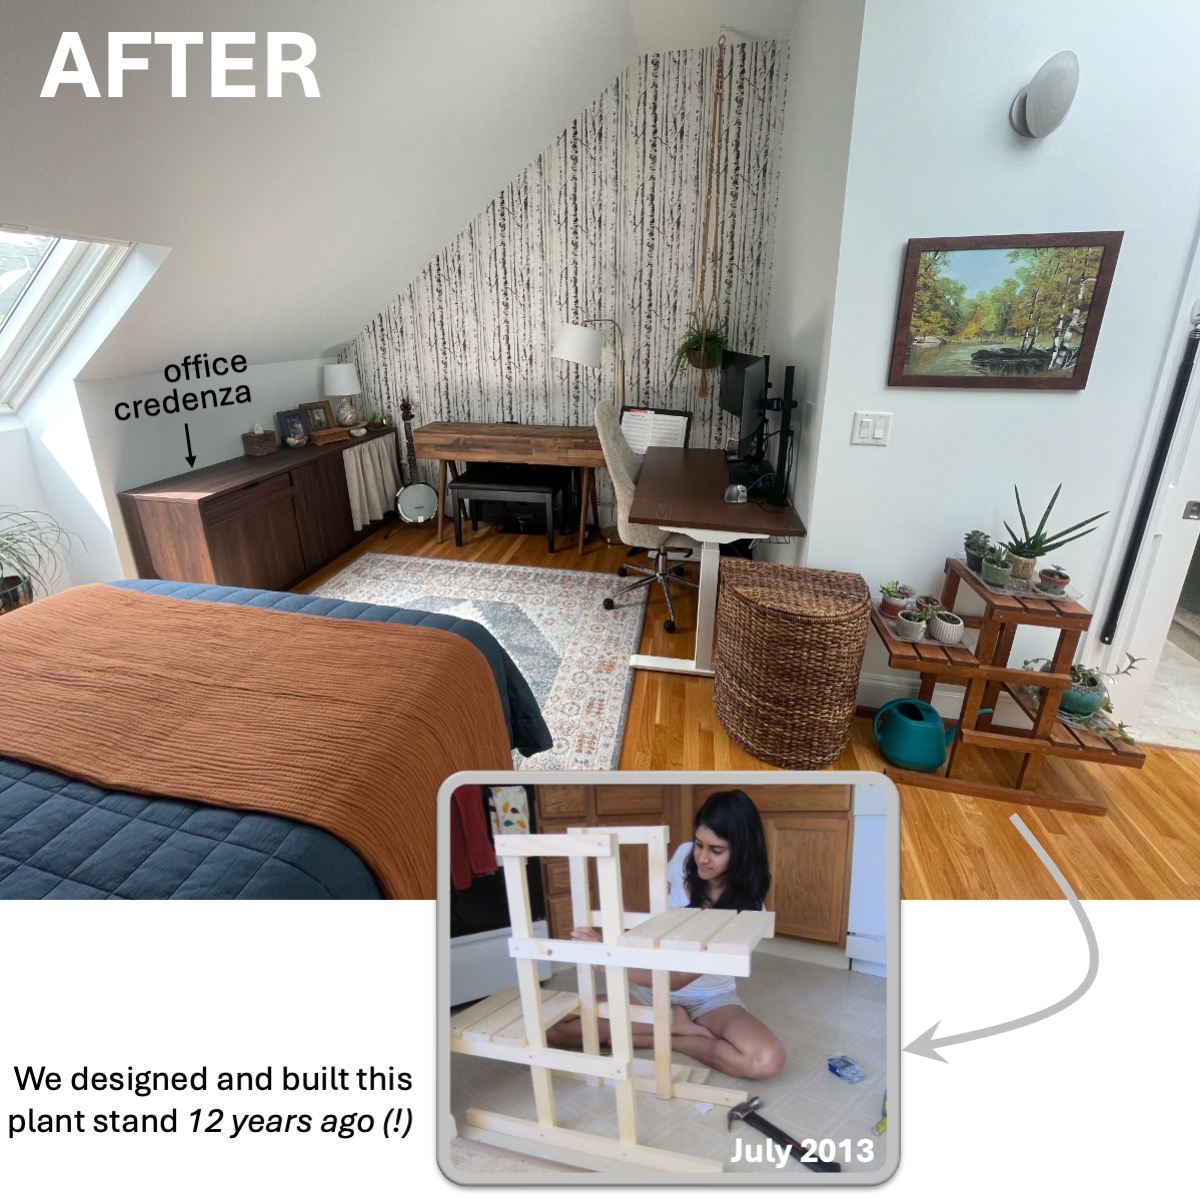 AFTER
office
credenza
We designed and built this
plant stand 12 years ago (!)
July 2013